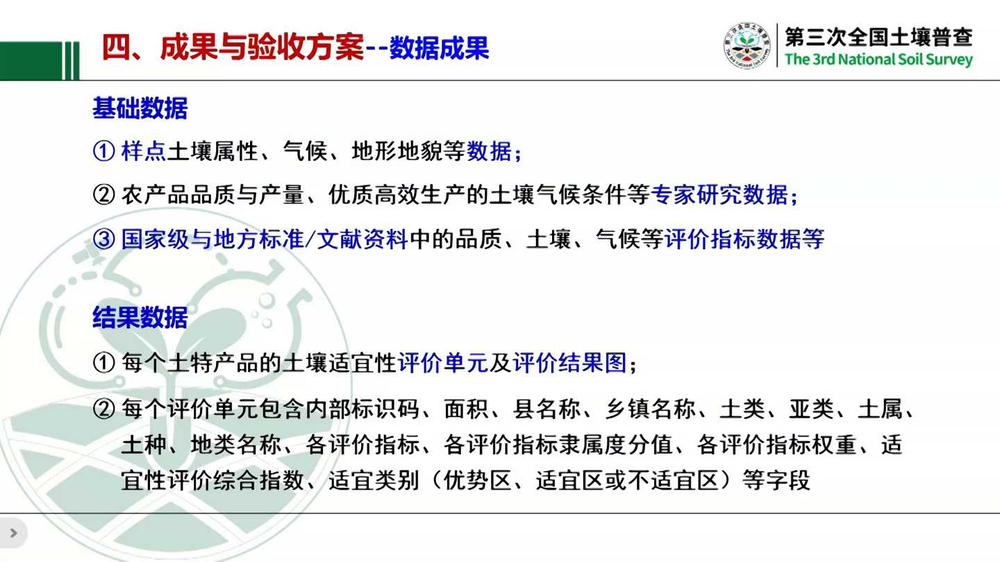 四、成果与验收方案--数据成果
第三次全国土壤普查
The 3rd National Soil Survey
基础数据
① 样点土壤属性、气候、地形地貌等数据；
② 农产品品质与产量、优质高效生产的土壤气候条件等专家研究数据；
③ 国家级与地方标准/文献资料中的品质、土壤、气候等评价指标数据等
结果数据
① 每个土特产品的土壤适宜性评价单元及评价结果图；
② 每个评价单元包含内部标识码、面积、县名称、乡镇名称、土类、亚类、土属、
土种、地类名称、各评价指标、各评价指标隶属度分值、各评价指标权重、适
宜性评价综合指数、适宜类别（优势区、适宜区或不适宜区）等字段